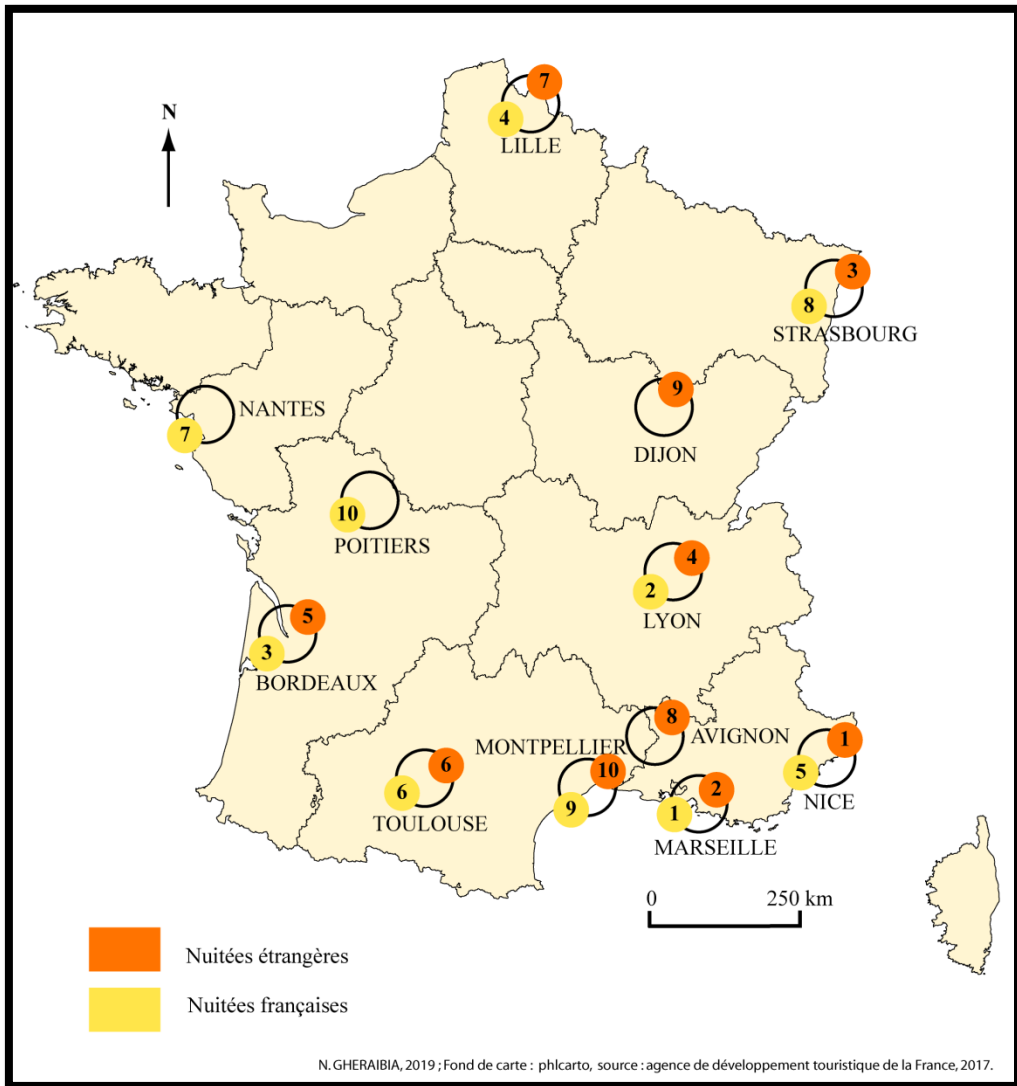 7
N
4
LILLE
3
8
STRASBOURG
9
NANTES
7
DIJON
10
POITIERS
4
2
LYON
5
3
BORDEAUX
8
MONTPELLIER
AVIGNON
1
6
10
5
6
2
NICE
9
1
TOULOUSE
MARSEILLE
0 250 km
Nuitées étrangères
Nuitées françaises
N. GHERAIBIA, 2019 ; Fond de carte : phlcarto, source : agence de développement touristique de la France, 2017.